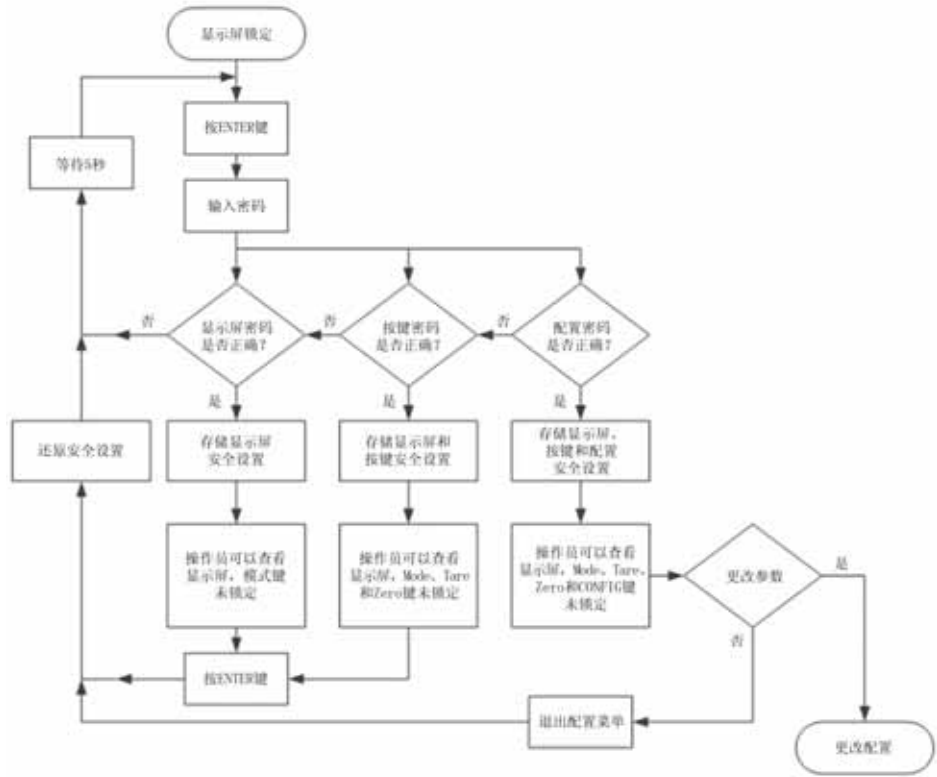 显示屏锁定
按ENTER键
等待5秒
输入密码
显示屏密码
是否正确?
按键密码
是否正确?
配置密码
是否正确?
否
否
否
是
是
是
还原安全设置
存储显示屏
安全设置
存储显示屏和
按键安全设置
存储显示屏、
按键和配置
安全设置
操作员可以查看
显示屏,模式键
未锁定
操作员可以查看
显示屏,Mode、Tare
和Zero键未锁定
操作员可以查看
显示屏,Mode、Tare、
Zero和CONFIG键
未锁定
更改参数
是
否
按ENTER键
退出配置菜单
更改配置